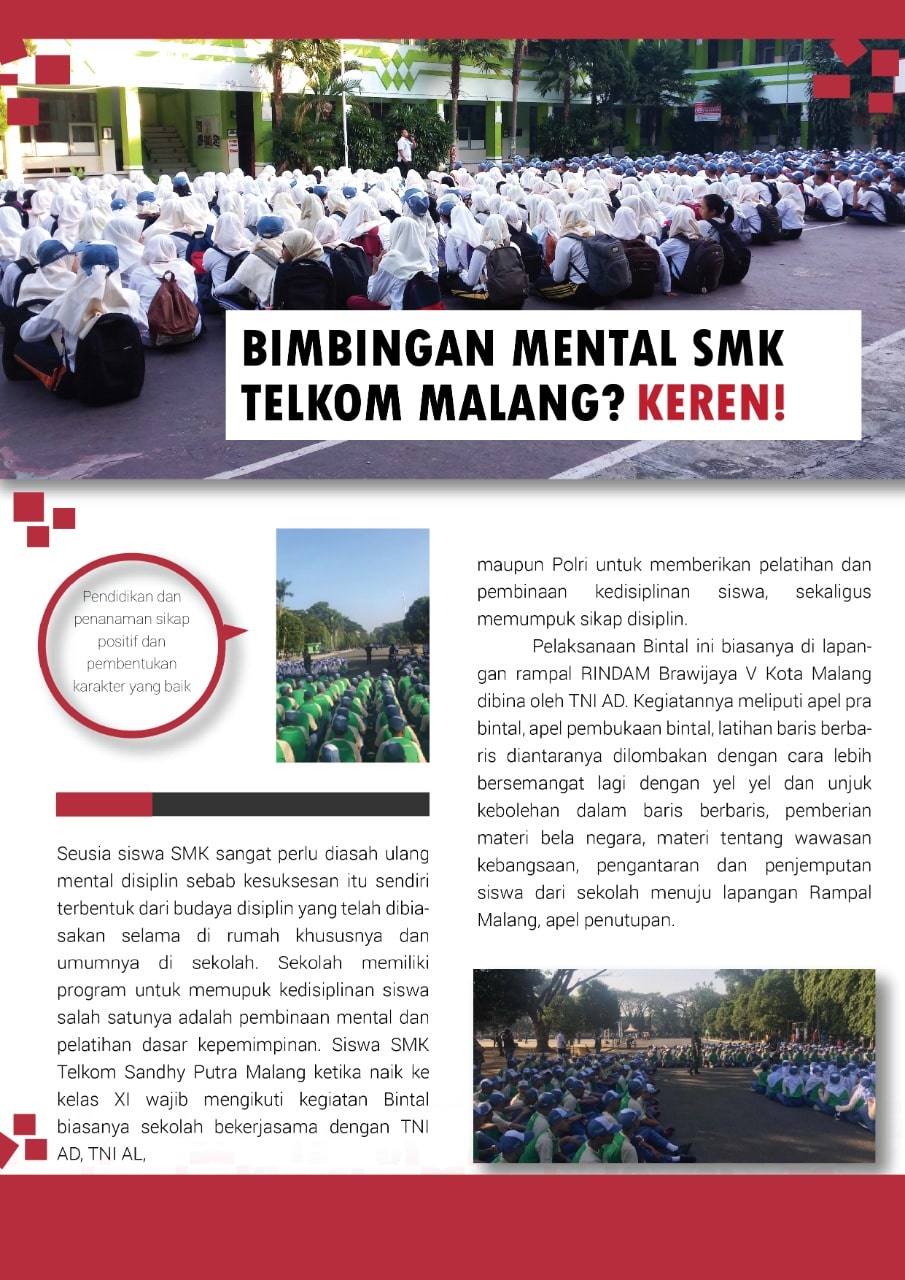 BIMBINGAN MENTAL SMK
TELKOM MALANG? KEREN!
Pendidikan dan
penanaman sikap
positif dan
pembentukan
karakter yang baik
Seusia siswa SMK sangat perlu diasah ulang
mental disiplin sebab kesuksesan itu sendiri
terbentuk dari budaya disiplin yang telah dibia-
sakan selama di rumah khususnya dan
umumnya di sekolah. Sekolah memiliki
program untuk memupuk kedisiplinan siswa
salah satunya adalah pembinaan mental dan
pelatihan dasar kepemimpinan. Siswa SMK
Telkom Sandhy Putra Malang ketika naik ke
kelas XI wajib mengikuti kegiatan Bintal
biasanya sekolah bekerjasama dengan TNI
AD, TNI AL,
maupun Polri untuk memberikan pelatihan dan
pembinaan kedisiplinan siswa, sekaligus
memumpuk sikap disiplin.
Pelaksanaan Bintal ini biasanya di lapan-
gan rampal RINDAM Brawijaya V Kota Malang
dibina oleh TNI AD. Kegiatannya meliputi apel pra
bintal, apel pembukaan bintal, latihan baris berba-
ris diantaranya dilombakan dengan cara lebih
bersemangat lagi dengan yel yel dan unjuk
kebolehan dalam baris berbaris, pemberian
materi bela negara, materi tentang wawasan
kebangsaan, pengantaran dan penjemputan
siswa dari sekolah menuju lapangan Rampal
Malang, apel penutupan.